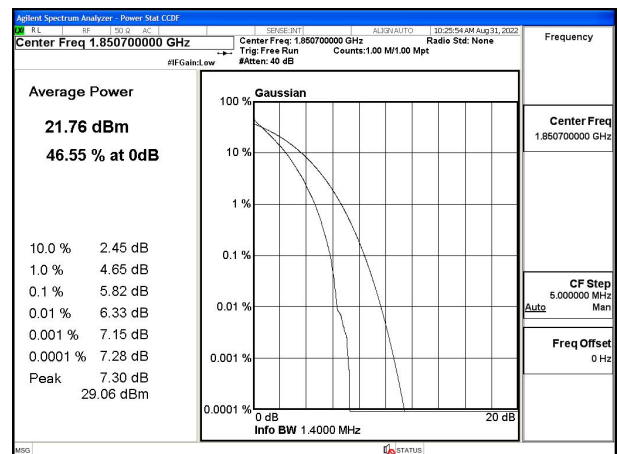 Agilent Spectrum Analyzer - Power Stat CCDF
LXI RL RF 50 Ω AC SENSE:INT ALIGN AUTO 10:25:54 AM Aug 31, 2022
Center Freq 1.850700000 GHz
Center Freq: 1.850700000 GHz Radio Std: None
Trig: Free Run Counts:1.00 M/1.00 Mpt
#IFGain:Low #Atten: 40 dB
Frequency
Average Power
21.76 dBm
46.55 % at 0dB
10.0 % 2.45 dB
1.0 % 4.65 dB
0.1 % 5.82 dB
0.01 % 6.33 dB
0.001 % 7.15 dB
0.0001 % 7.28 dB
Peak 7.30 dB
29.06 dBm
Gaussian
100 %
10 %
1 %
0.1 %
0.01 %
0.001 %
0.0001 %
0 dB 20 dB
Info BW 1.4000 MHz
Center Freq
1.850700000 GHz
CF Step
5.000000 MHz
Auto Man
Freq Offset
0 Hz
MSG STATUS